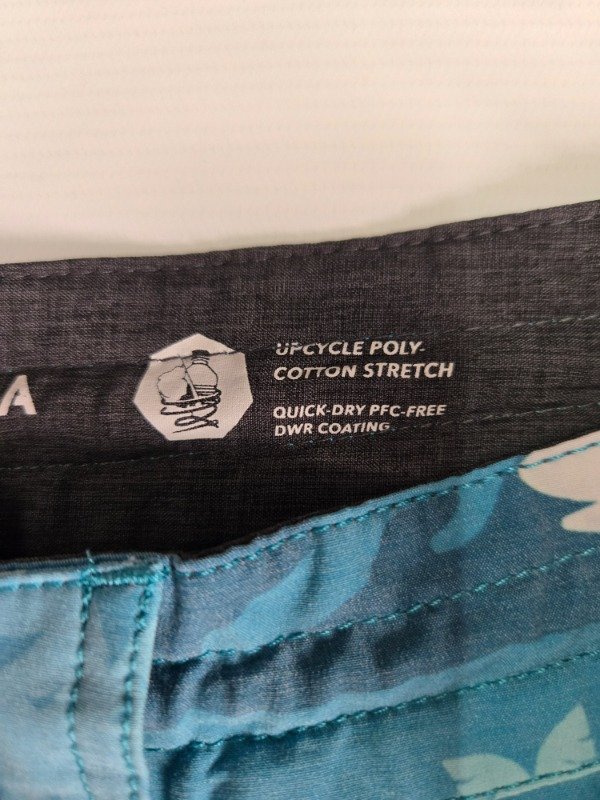 A
UPCYCLE POLY-
COTTON STRETCH
QUICK-DRY PFC-FREE
DWR COATING